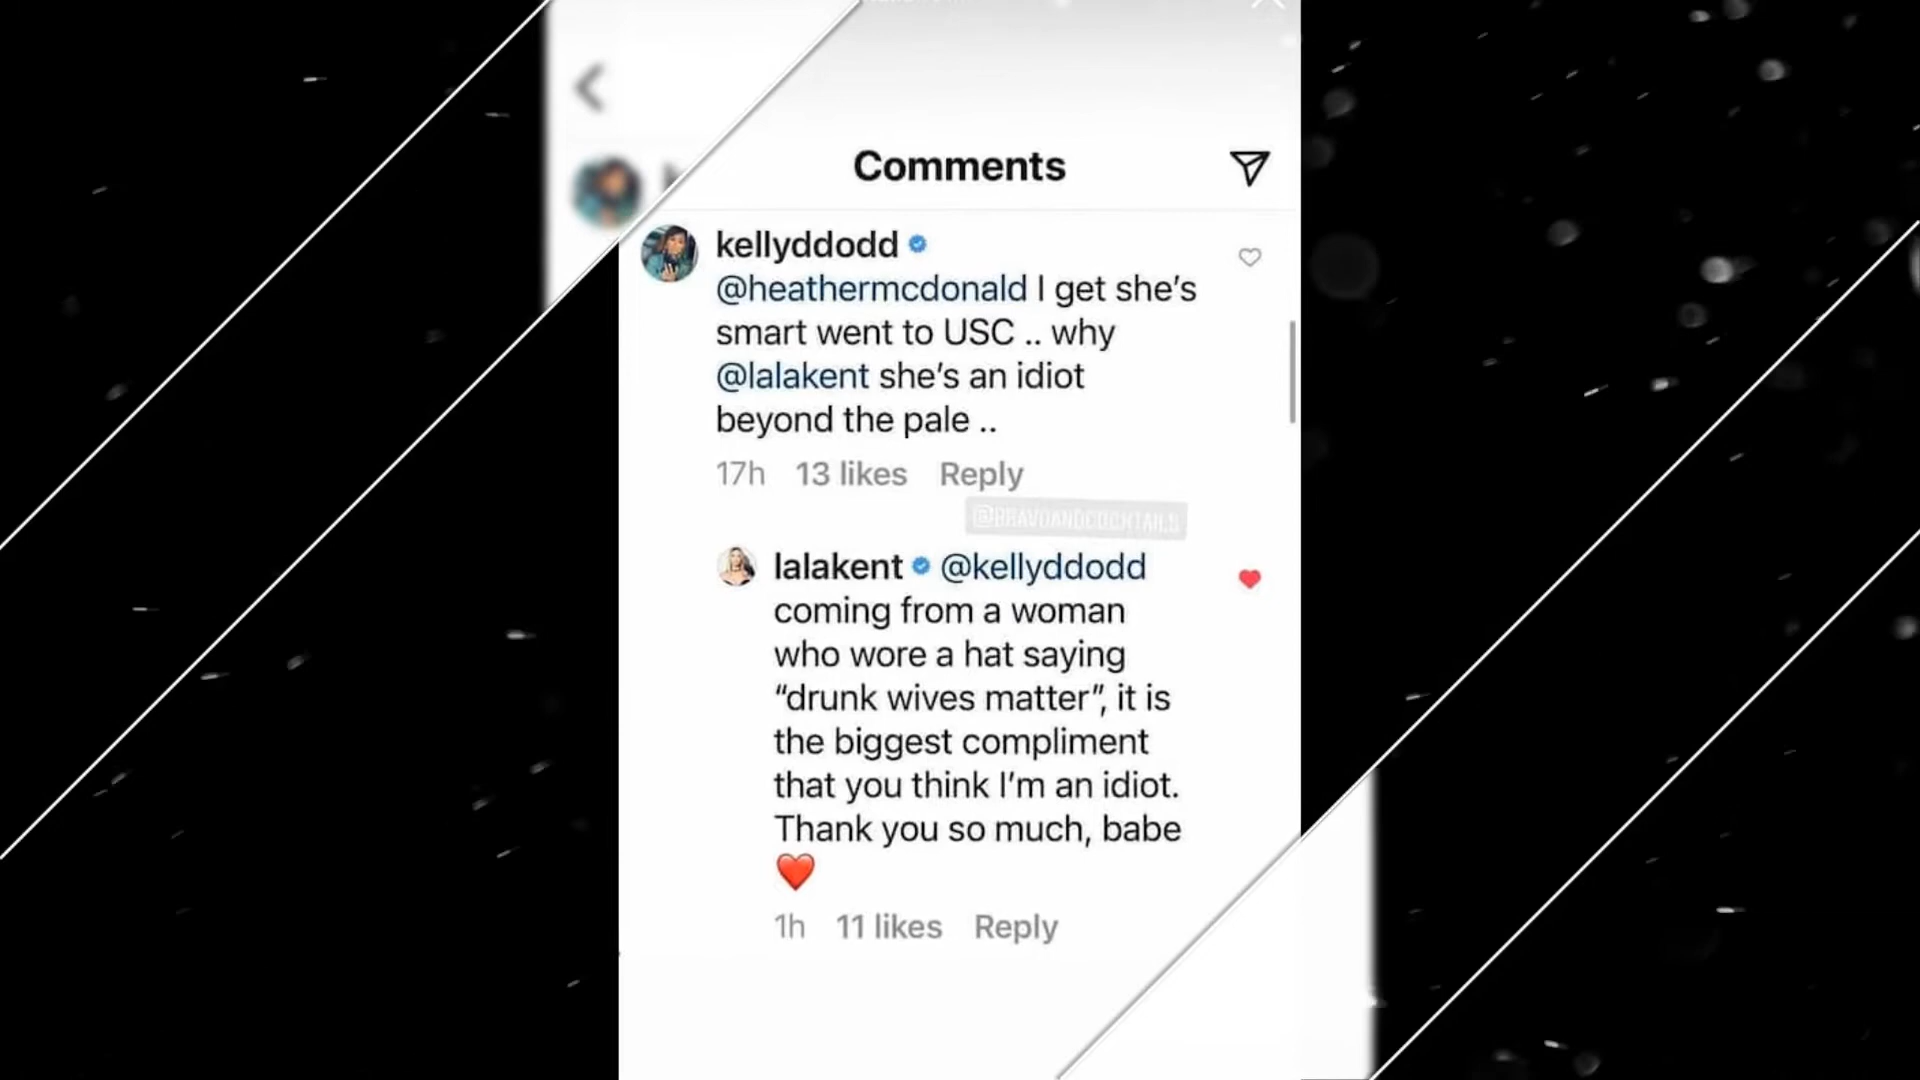 Comments
kellyddodd
@heathermcdonald I get she's
smart went to USC .. why
@lalakent she's an idiot
beyond the pale ..
17h 13 likes Reply
@BRAVOANDCOCKTAILS
lalakent @kellyddodd
coming from a woman
who wore a hat saying
“drunk wives matter”, it is
the biggest compliment
that you think I'm an idiot.
Thank you so much, babe
❤️
1h 11 likes Reply